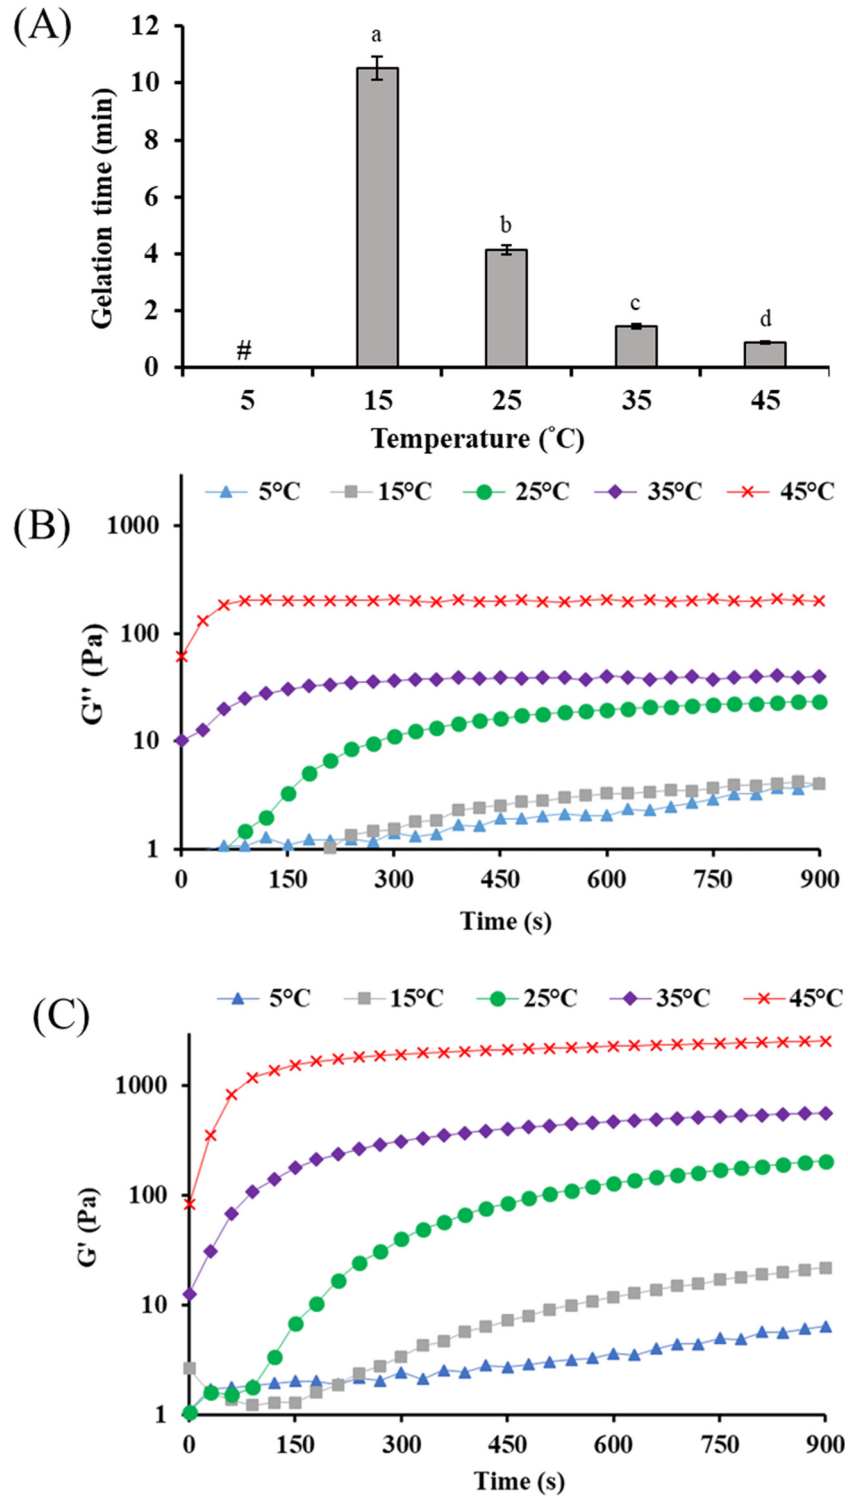 (A)
12
10
8
6
4
2
0
Gelation time (min)
#
a
b
c
d
5 15 25 35 45
Temperature (˚C)
(B)
5°C 15°C 25°C 35°C 45°C
1000
100
10
1
G'' (Pa)
0 150 300 450 600 750 900
Time (s)
(C)
5°C 15°C 25°C 35°C 45°C
1000
100
10
1
G' (Pa)
0 150 300 450 600 750 900
Time (s)